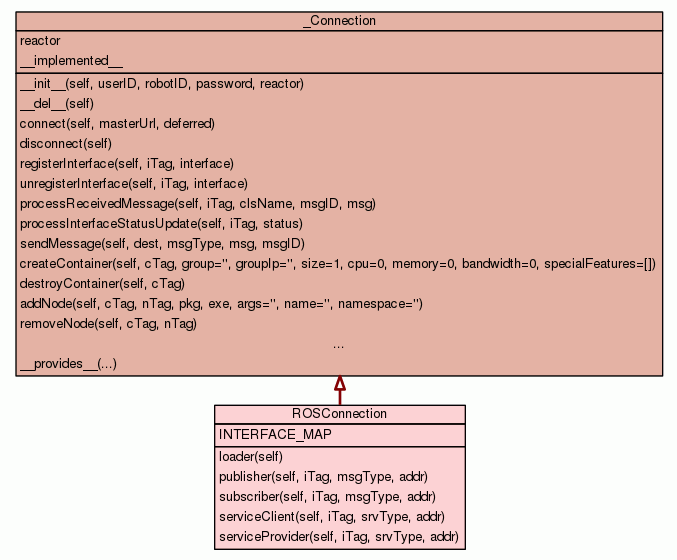 _Connection
reactor
__implemented__
__init__(self, userID, robotID, password, reactor)
__del__(self)
connect(self, masterUrl, deferred)
disconnect(self)
registerInterface(self, iTag, interface)
unregisterInterface(self, iTag, interface)
processReceivedMessage(self, iTag, clsName, msgID, msg)
processInterfaceStatusUpdate(self, iTag, status)
sendMessage(self, dest, msgType, msg, msgID)
createContainer(self, cTag, group='', groupIp='', size=1, cpu=0, memory=0, bandwidth=0, specialFeatures=[])
destroyContainer(self, cTag)
addNode(self, cTag, nTag, pkg, exe, args='', name='', namespace='')
removeNode(self, cTag, nTag)
...
__provides__(...)
ROSConnection
INTERFACE_MAP
loader(self)
publisher(self, iTag, msgType, addr)
subscriber(self, iTag, msgType, addr)
serviceClient(self, iTag, srvType, addr)
serviceProvider(self, iTag, srvType, addr)